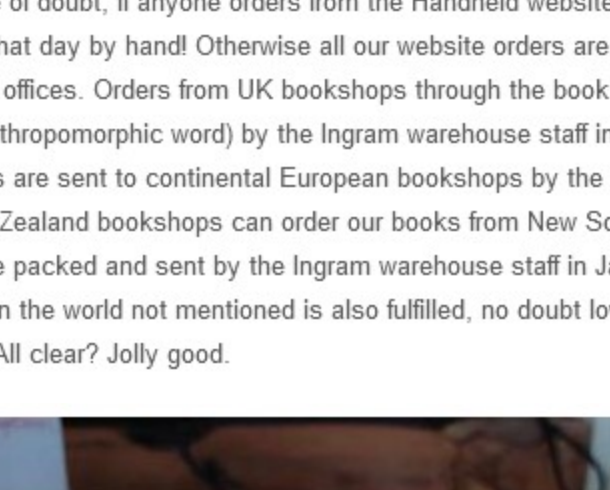 of doubt, if anyone orders from the Handheld website
hat day by hand! Otherwise all our website orders are
offices. Orders from UK bookshops through the book
thropomorphic word) by the Ingram warehouse staff in
s are sent to continental European bookshops by the
Zealand bookshops can order our books from New So
e packed and sent by the Ingram warehouse staff in Ja
n the world not mentioned is also fulfilled, no doubt lo
All clear? Jolly good.